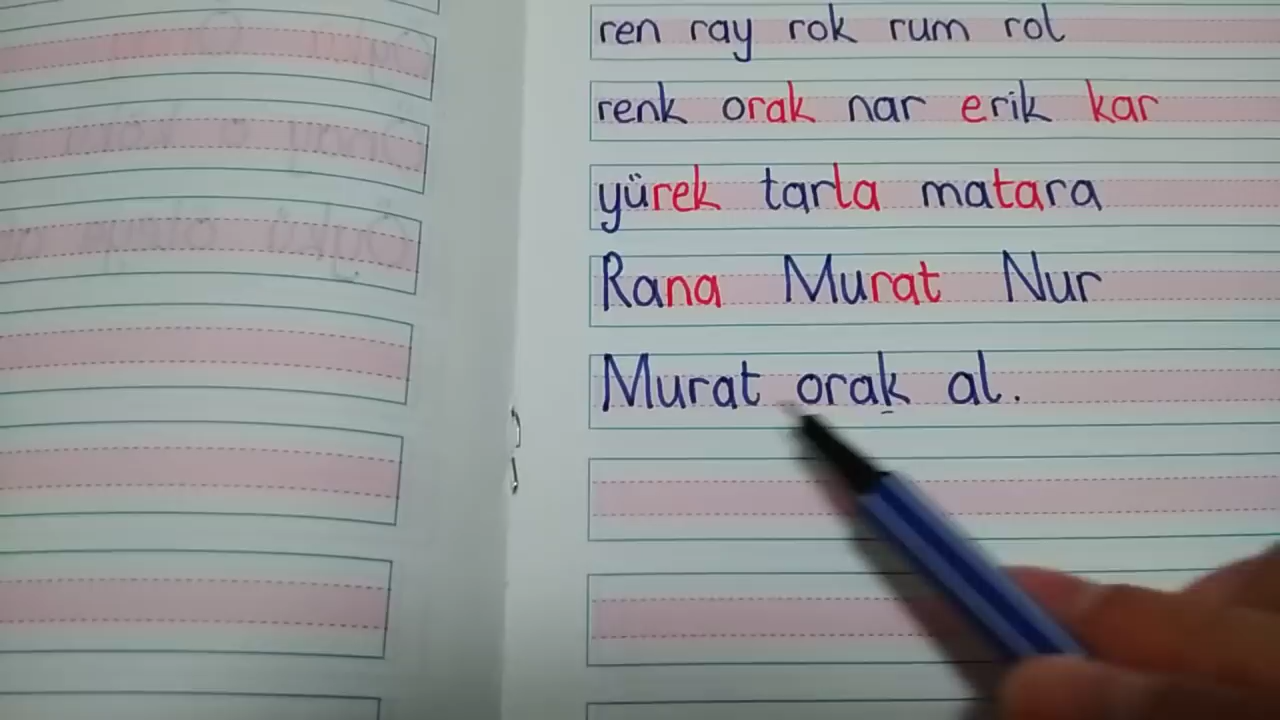 ren ray rok rum rol
renk orak nar erik kar
yürek tarla matara
Rana Murat Nur
Murat orak al.